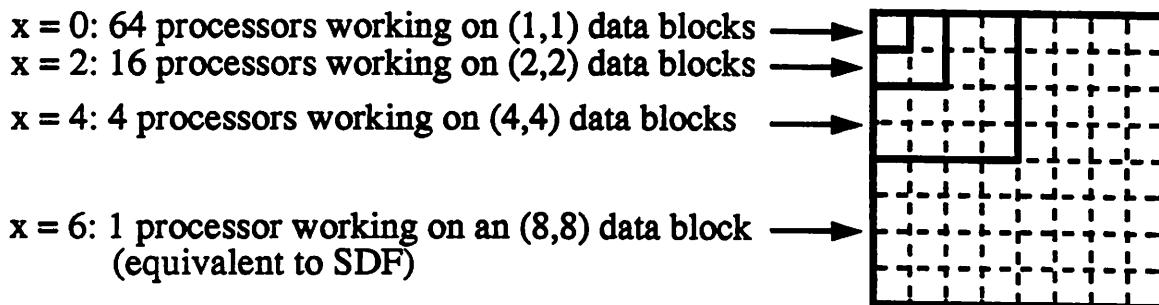 x = 0: 64 processors working on (1,1) data blocks
x = 2: 16 processors working on (2,2) data blocks
x = 4: 4 processors working on (4,4) data blocks
x = 6: 1 processor working on an (8,8) data block
(equivalent to SDF)